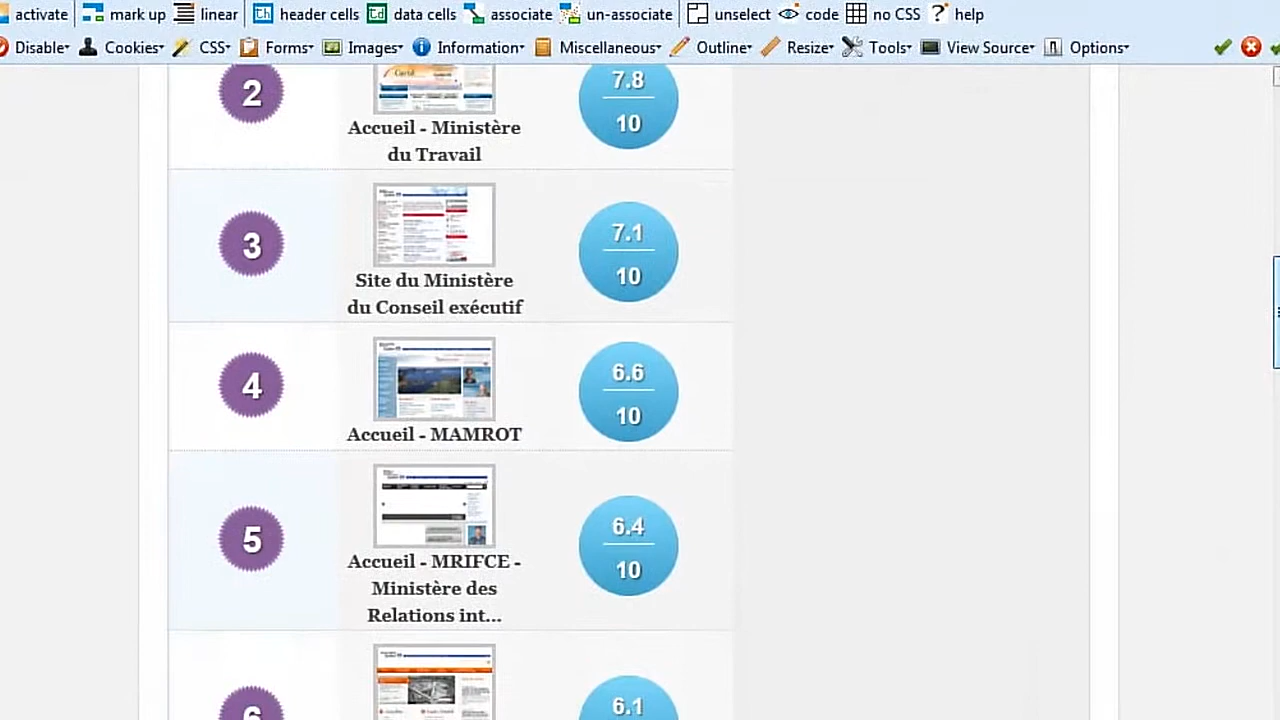 activate mark up linear header cells data cells associate un-associate unselect code no CSS help
Disable Cookies CSS Forms Images Information Miscellaneous Outline Resize Tools View Source Options
2
7.8
10
Accueil - Ministère
du Travail
3
7.1
10
Site du Ministère
du Conseil exécutif
4
6.6
10
Accueil - MAMROT
5
6.4
10
Accueil - MRIFCE -
Ministère des
Relations int...
6
6.1